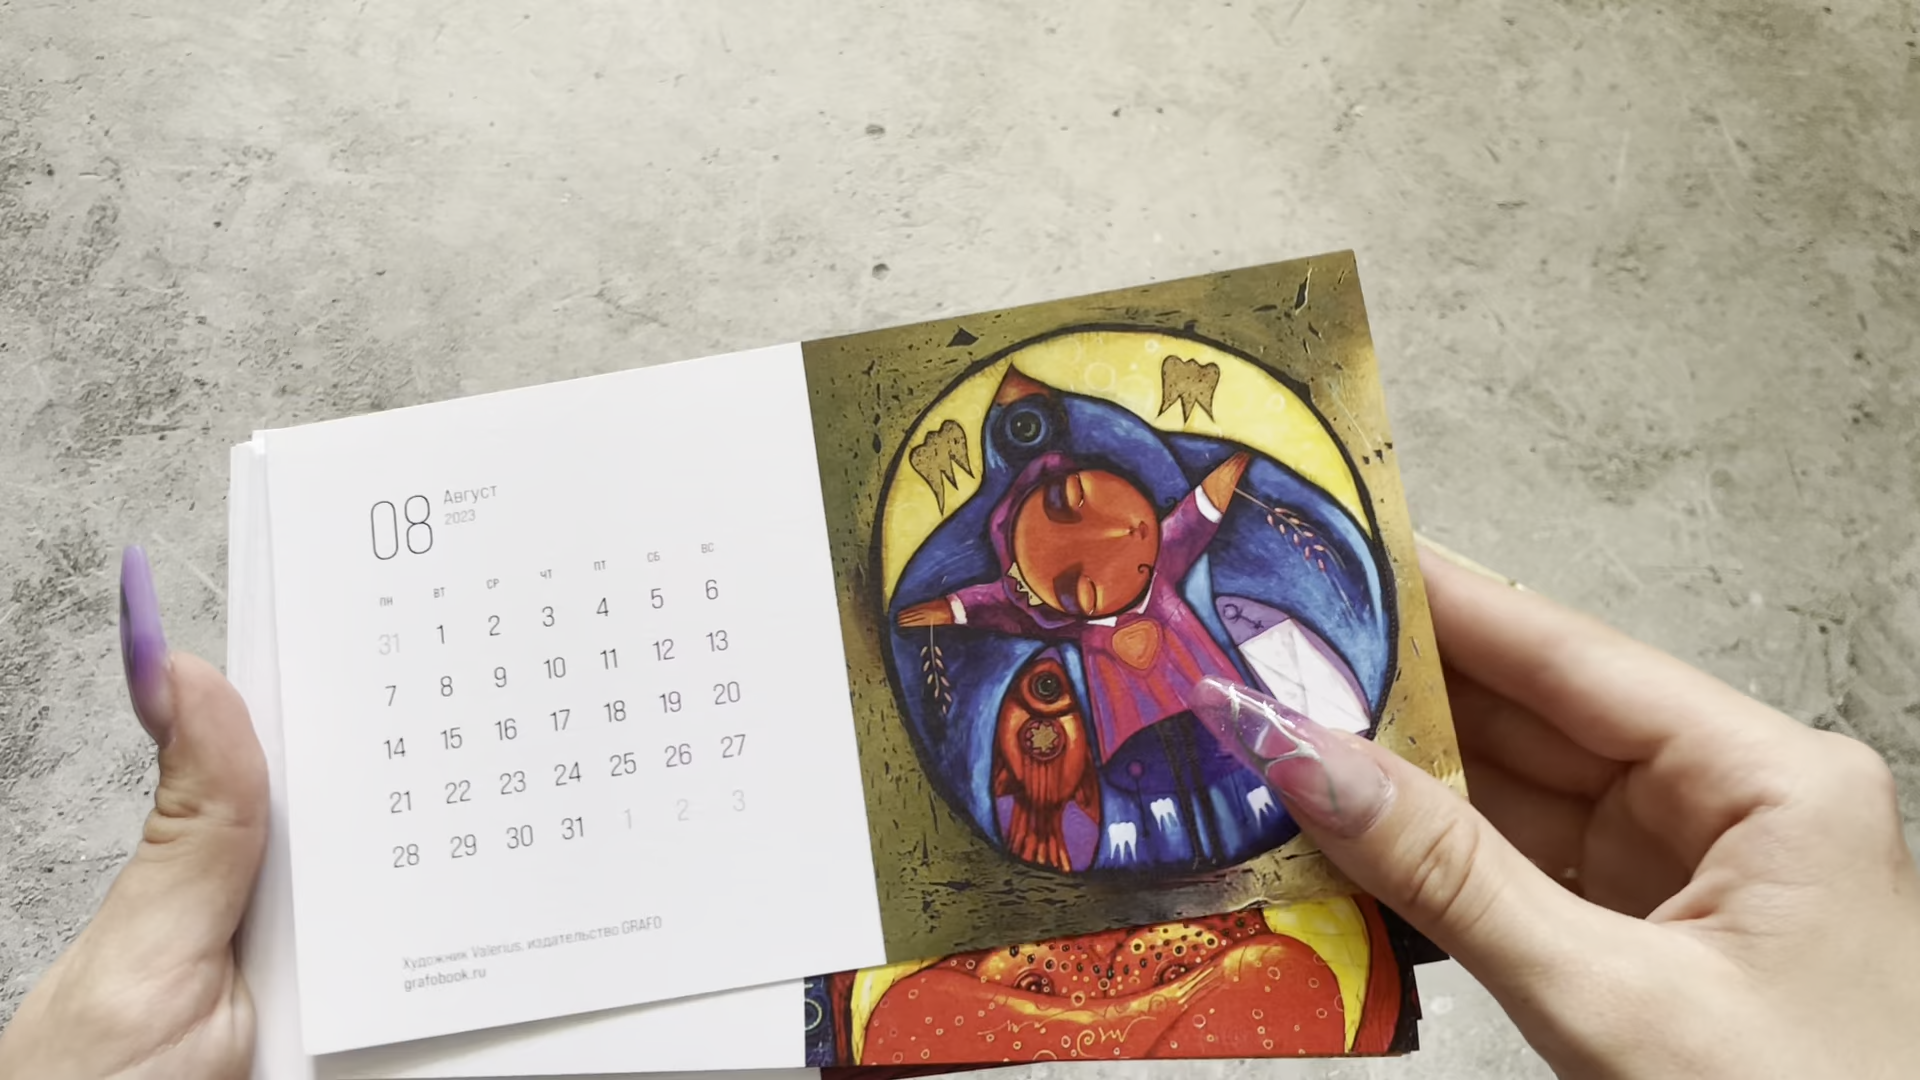 08
Август
2023
ПН ВТ СР ЧТ ПТ СБ ВС
31 1 2 3 4 5 6
7 8 9 10 11 12 13
14 15 16 17 18 19 20
21 22 23 24 25 26 27
28 29 30 31 1 2 3
Художник Valerius, издательство GRAFO
grafobook.ru